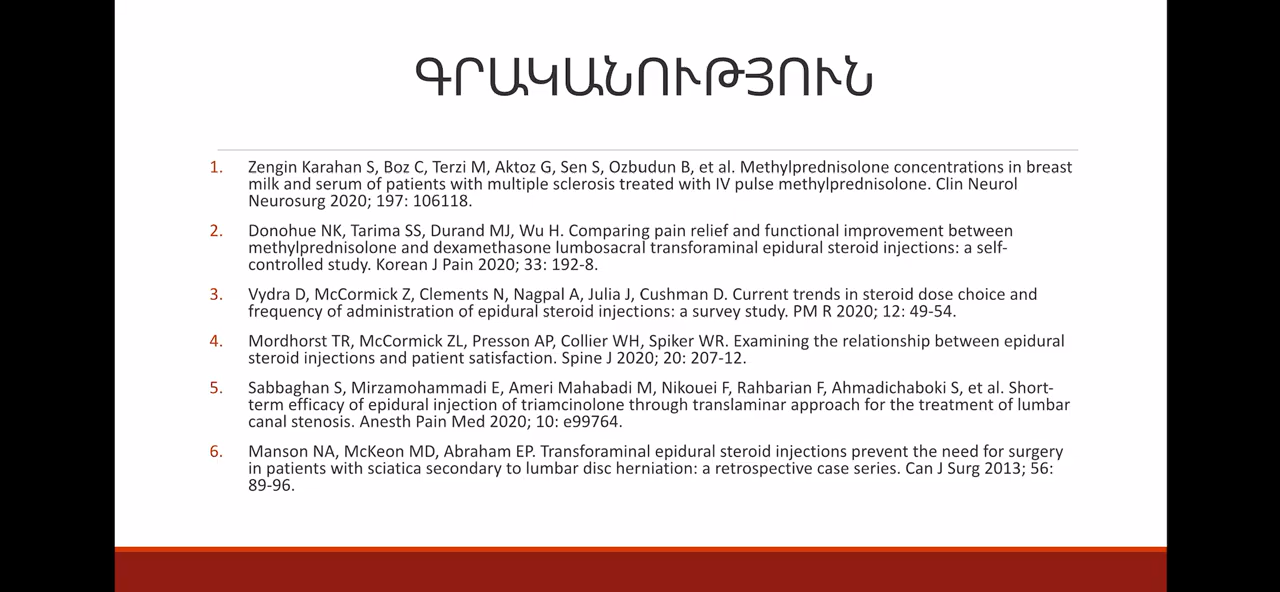 ԳՐԱԿԱՆՈՒԹՅՈՒՆ
1. Zengin Karahan S, Boz C, Terzi M, Aktoz G, Sen S, Ozbudun B, et al. Methylprednisolone concentrations in breast
milk and serum of patients with multiple sclerosis treated with IV pulse methylprednisolone. Clin Neurol
Neurosurg 2020; 197: 106118.
2. Donohue NK, Tarima SS, Durand MJ, Wu H. Comparing pain relief and functional improvement between
methylprednisolone and dexamethasone lumbosacral transforaminal epidural steroid injections: a self-
controlled study. Korean J Pain 2020; 33: 192-8.
3. Vydra D, McCormick Z, Clements N, Nagpal A, Julia J, Cushman D. Current trends in steroid dose choice and
frequency of administration of epidural steroid injections: a survey study. PM R 2020; 12: 49-54.
4. Mordhorst TR, McCormick ZL, Presson AP, Collier WH, Spiker WR. Examining the relationship between epidural
steroid injections and patient satisfaction. Spine J 2020; 20: 207-12.
5. Sabbaghan S, Mirzamohammadi E, Ameri Mahabadi M, Nikouei F, Rahbarian F, Ahmadichaboki S, et al. Short-
term efficacy of epidural injection of triamcinolone through translaminar approach for the treatment of lumbar
canal stenosis. Anesth Pain Med 2020; 10: e99764.
6. Manson NA, McKeon MD, Abraham EP. Transforaminal epidural steroid injections prevent the need for surgery
in patients with sciatica secondary to lumbar disc herniation: a retrospective case series. Can J Surg 2013; 56:
89-96.